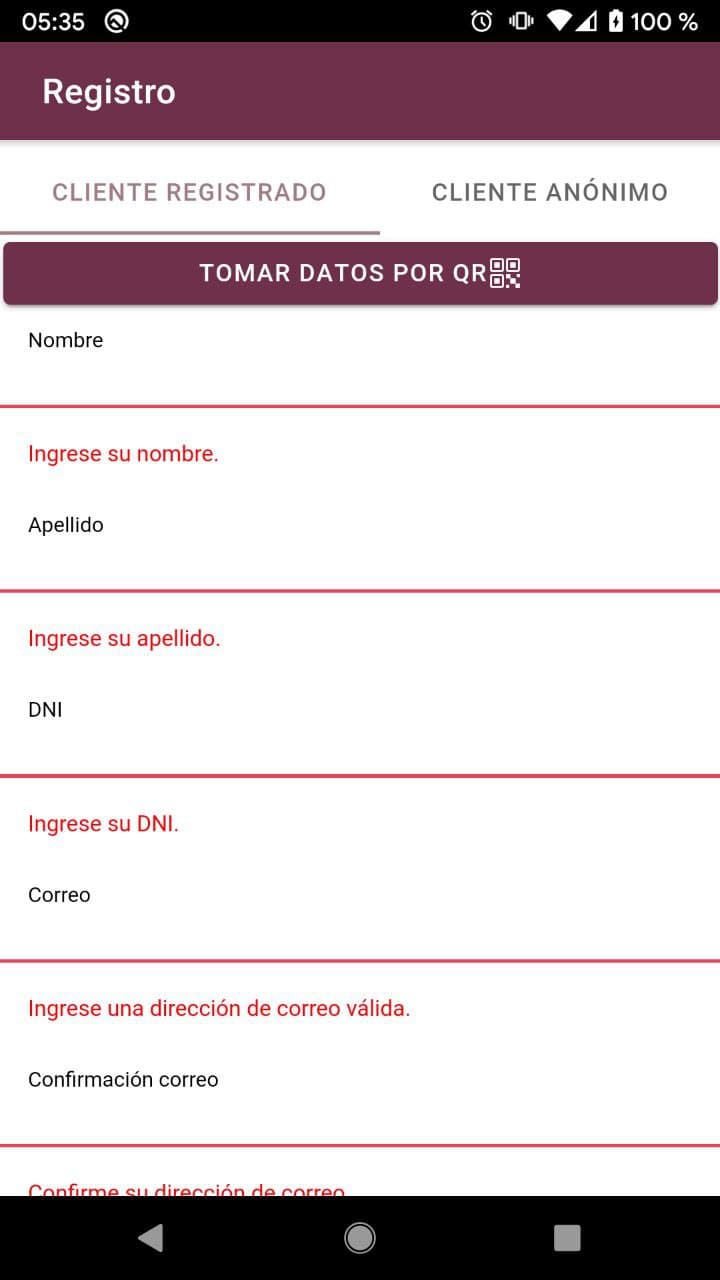 05:35 100 %
Registro
CLIENTE REGISTRADO CLIENTE ANÓNIMO
TOMAR DATOS POR QR
Nombre
Ingrese su nombre.
Apellido
Ingrese su apellido.
DNI
Ingrese su DNI.
Correo
Ingrese una dirección de correo válida.
Confirmación correo
Confirme su dirección de correo